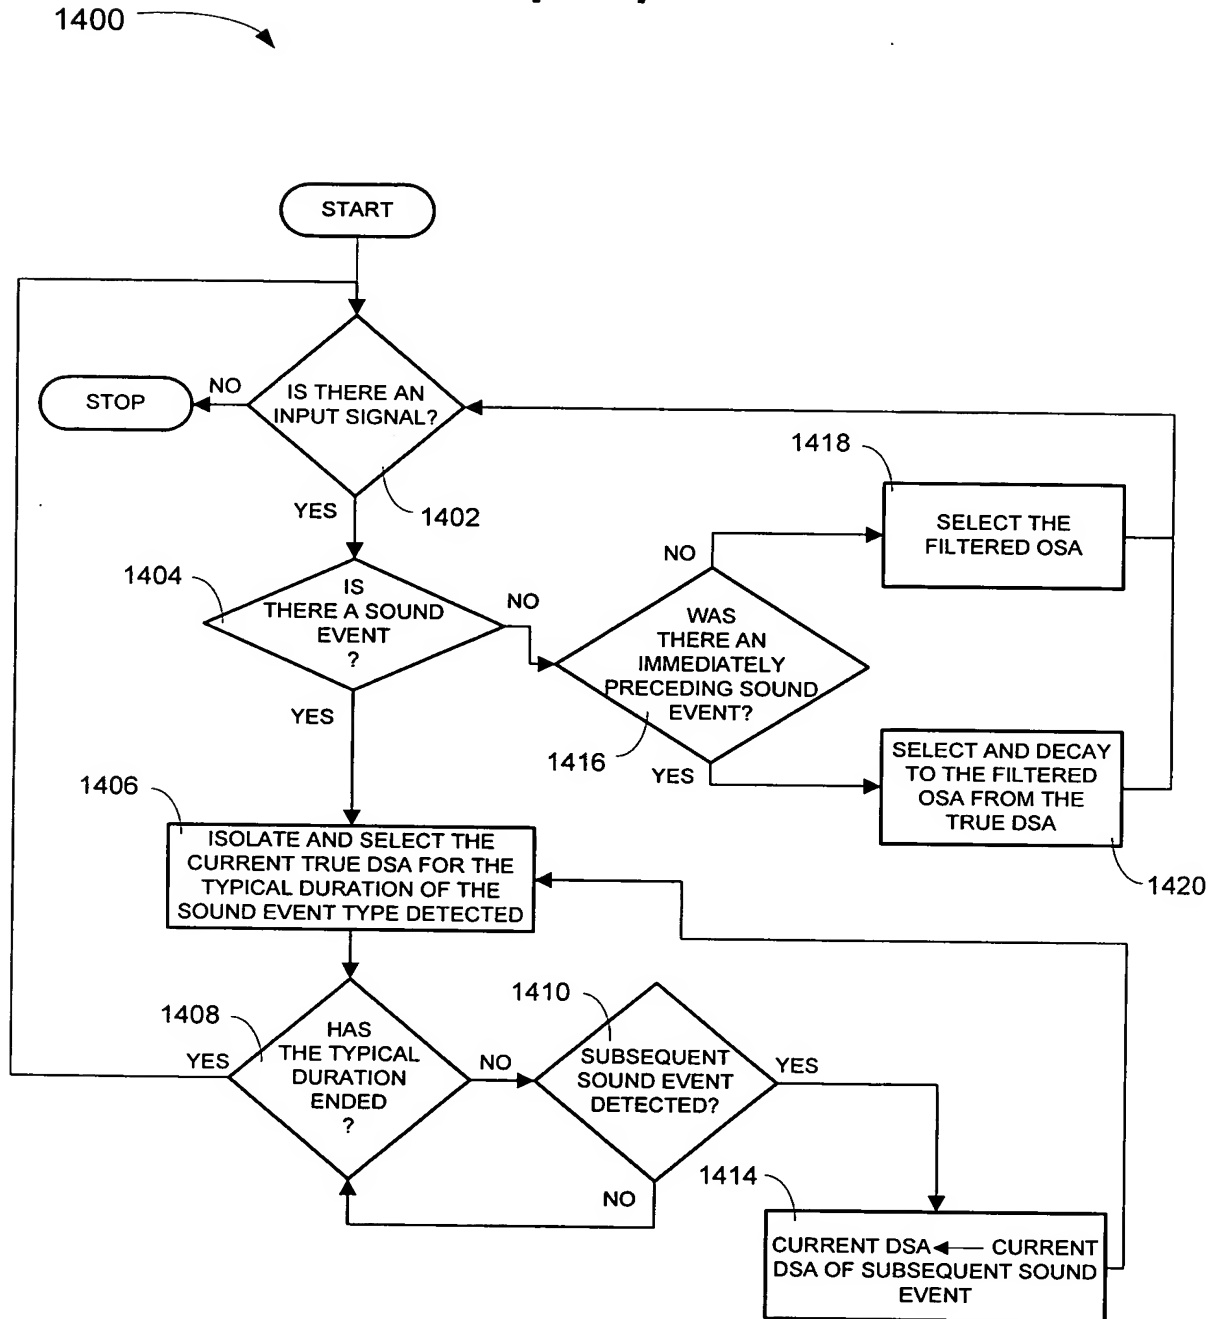 1400
START
IS THERE AN
INPUT SIGNAL?
NO
STOP
YES
1402
1404
IS
THERE A SOUND
EVENT
?
NO
YES
WAS
THERE AN
IMMEDIATELY
PRECEDING SOUND
EVENT?
1416
NO
1418
SELECT THE
FILTERED OSA
YES
SELECT AND DECAY
TO THE FILTERED
OSA FROM THE
TRUE DSA
1420
1406
ISOLATE AND SELECT THE
CURRENT TRUE DSA FOR THE
TYPICAL DURATION OF THE
SOUND EVENT TYPE DETECTED
1408
HAS
THE TYPICAL
DURATION
ENDED
?
YES
NO
1410
SUBSEQUENT
SOUND EVENT
DETECTED?
YES
NO
1414
CURRENT DSA ← CURRENT
DSA OF SUBSEQUENT SOUND
EVENT